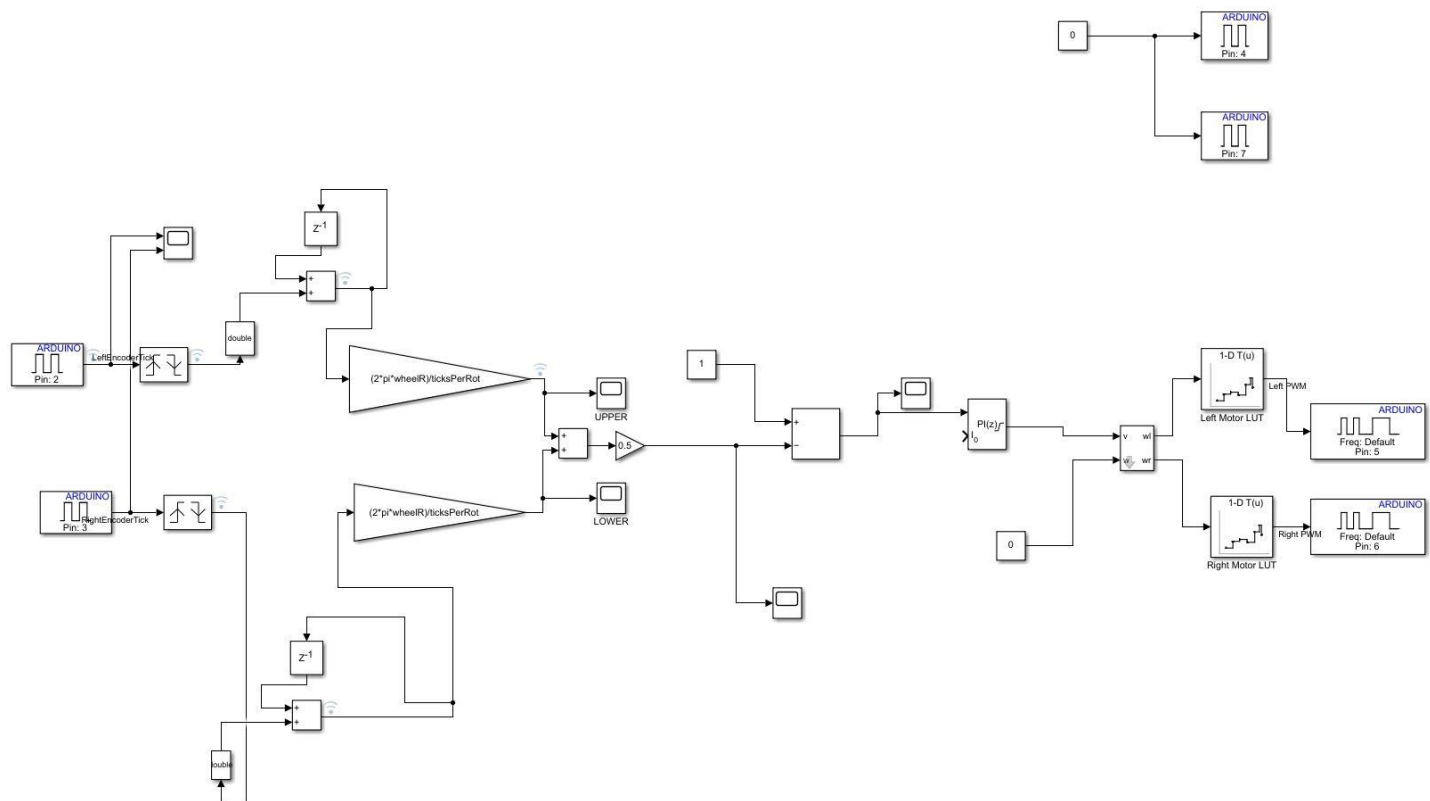 0
ARDUINO
Pin: 4
ARDUINO
Pin: 7
Z-1
+
+
double
ARDUINO
LeftEncoderTick
Pin: 2
(2*pi*wheelR)/ticksPerRot
UPPER
+
+
0.5
1
+
−
PI(z)
I0
v wl
w wr
1-D T(u)
Left Motor LUT
Left PWM
ARDUINO
Freq: Default
Pin: 5
ARDUINO
RightEncoderTick
Pin: 3
(2*pi*wheelR)/ticksPerRot
LOWER
0
1-D T(u)
Right Motor LUT
Right PWM
ARDUINO
Freq: Default
Pin: 6
Z-1
+
+